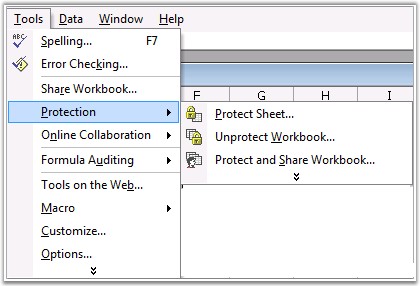 Tools Data Window Help
Spelling... F7
Error Checking...
Share Workbook...
Protection
Online Collaboration
Formula Auditing
Tools on the Web...
Macro
Customize...
Options...
F G H I
Protect Sheet...
Unprotect Workbook...
Protect and Share Workbook...